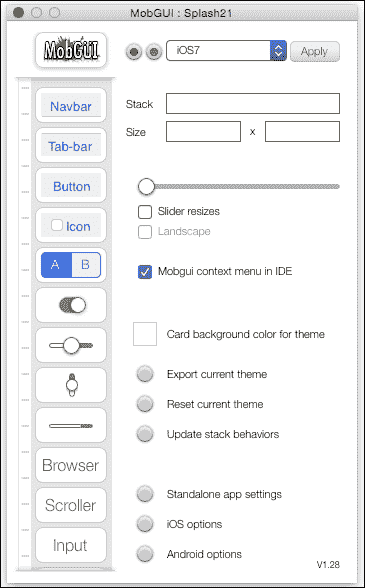 MobGUI : Splash21
MobGUI
iOS7
Apply
Navbar
Tab-bar
Button
Icon
A B
Browser
Scroller
Input
Stack
Size x
Slider resizes
Landscape
Mobgui context menu in IDE
Card background color for theme
Export current theme
Reset current theme
Update stack behaviors
Standalone app settings
iOS options
Android options
V1.28